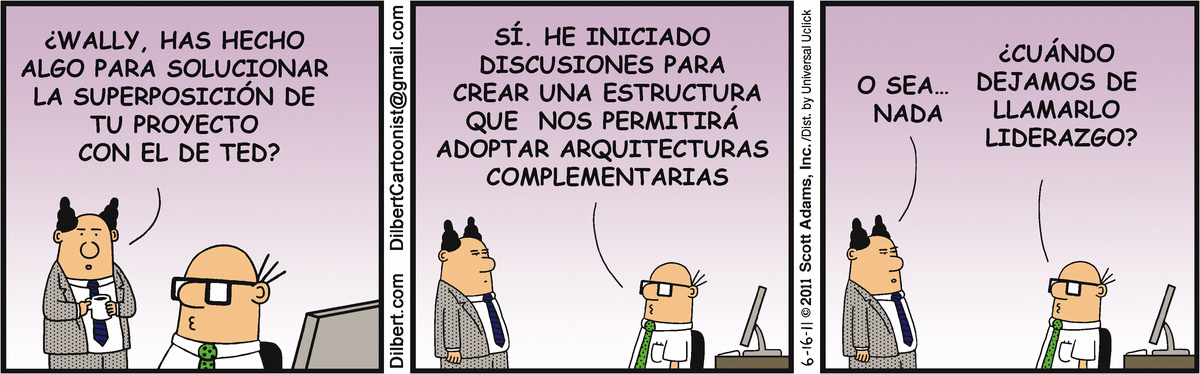 ¿WALLY, HAS HECHO
ALGO PARA SOLUCIONAR
LA SUPERPOSICIÓN DE
TU PROYECTO
CON EL DE TED?
Dilbert.com DilbertCartoonist@gmail.com
SÍ. HE INICIADO
DISCUSIONES PARA
CREAR UNA ESTRUCTURA
QUE NOS PERMITIRÁ
ADOPTAR ARQUITECTURAS
COMPLEMENTARIAS
6-16-11 © 2011 Scott Adams, Inc. /Dist. by Universal Uclick
O SEA...
NADA
¿CUÁNDO
DEJAMOS DE
LLAMARLO
LIDERAZGO?